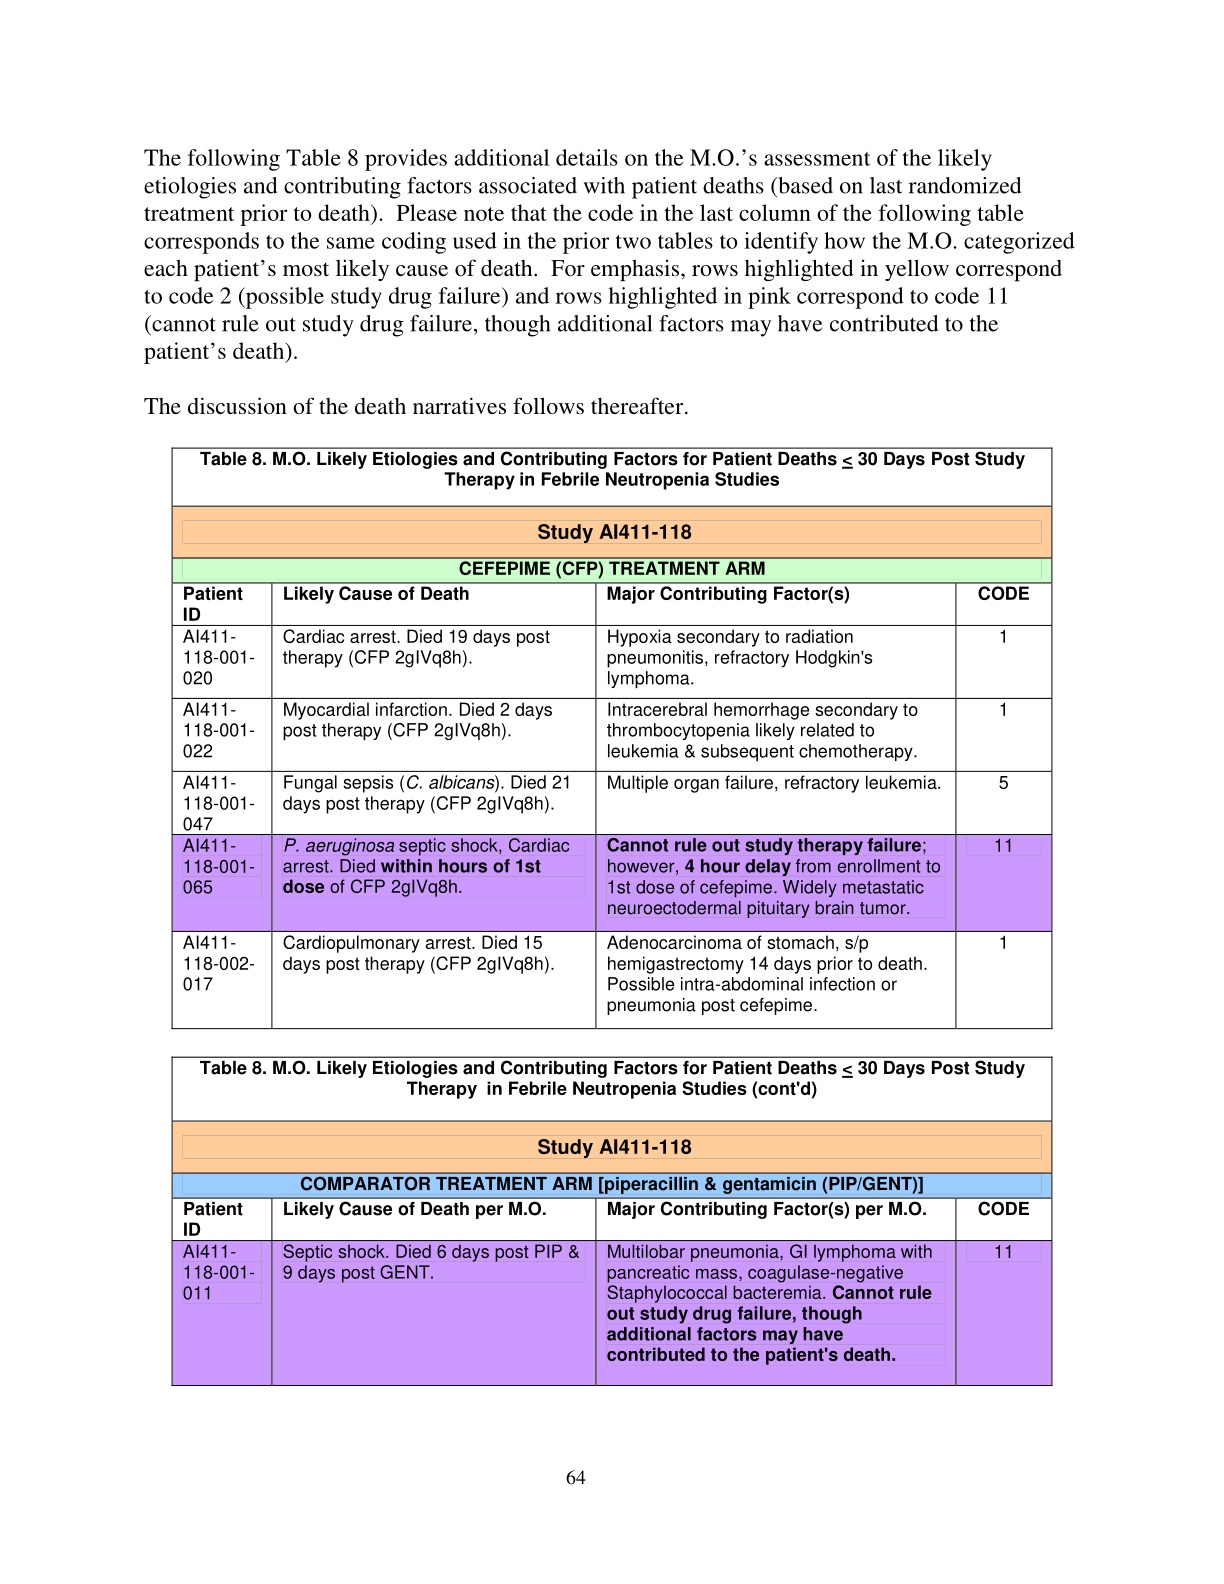 The following Table 8 provides additional details on the M.O.'s assessment of the likely
etiologies and contributing factors associated with patient deaths (based on last randomized
treatment prior to death).  Please note that the code in the last column of the following table
corresponds to the same coding used in the prior two tables to identify how the M.O. categorized
each patient's most likely cause of death.  For emphasis, rows highlighted in yellow correspond
to code 2 (possible study drug failure) and rows highlighted in pink correspond to code 11
(cannot rule out study drug failure, though additional factors may have contributed to the
patient's death).
The discussion of the death narratives follows thereafter.
Table 8. M.O. Likely Etiologies and Contributing Factors for Patient Deaths ≤ 30 Days Post Study
Therapy in Febrile Neutropenia Studies
Study AI411-118
CEFEPIME (CFP) TREATMENT ARM
Patient
ID
Likely Cause of Death
Major Contributing Factor(s)
CODE
AI411-
118-001-
020
Cardiac arrest. Died 19 days post
therapy (CFP 2gIVq8h).
Hypoxia secondary to radiation
pneumonitis, refractory Hodgkin's
lymphoma.
1
AI411-
118-001-
022
Myocardial infarction. Died 2 days
post therapy (CFP 2gIVq8h).
Intracerebral hemorrhage secondary to
thrombocytopenia likely related to
leukemia & subsequent chemotherapy.
1
AI411-
118-001-
047
Fungal sepsis (C. albicans). Died 21
days post therapy (CFP 2gIVq8h).
Multiple organ failure, refractory leukemia.
5
AI411-
118-001-
065
P. aeruginosa septic shock, Cardiac
arrest. Died within hours of 1st
dose of CFP 2gIVq8h.
Cannot rule out study therapy failure;
however, 4 hour delay from enrollment to
1st dose of cefepime. Widely metastatic
neuroectodermal pituitary brain tumor.
11
AI411-
118-002-
017
Cardiopulmonary arrest. Died 15
days post therapy (CFP 2gIVq8h).
Adenocarcinoma of stomach, s/p
hemigastrectomy 14 days prior to death.
Possible intra-abdominal infection or
pneumonia post cefepime.
1
Table 8. M.O. Likely Etiologies and Contributing Factors for Patient Deaths ≤ 30 Days Post Study
Therapy  in Febrile Neutropenia Studies (cont'd)
Study AI411-118
COMPARATOR TREATMENT ARM [piperacillin & gentamicin (PIP/GENT)]
Patient
ID
Likely Cause of Death per M.O.
Major Contributing Factor(s) per M.O.
CODE
AI411-
118-001-
011
Septic shock. Died 6 days post PIP &
9 days post GENT.
Multilobar pneumonia, GI lymphoma with
pancreatic mass, coagulase-negative
Staphylococcal bacteremia. Cannot rule
out study drug failure, though
additional factors may have
contributed to the patient's death.
11
64